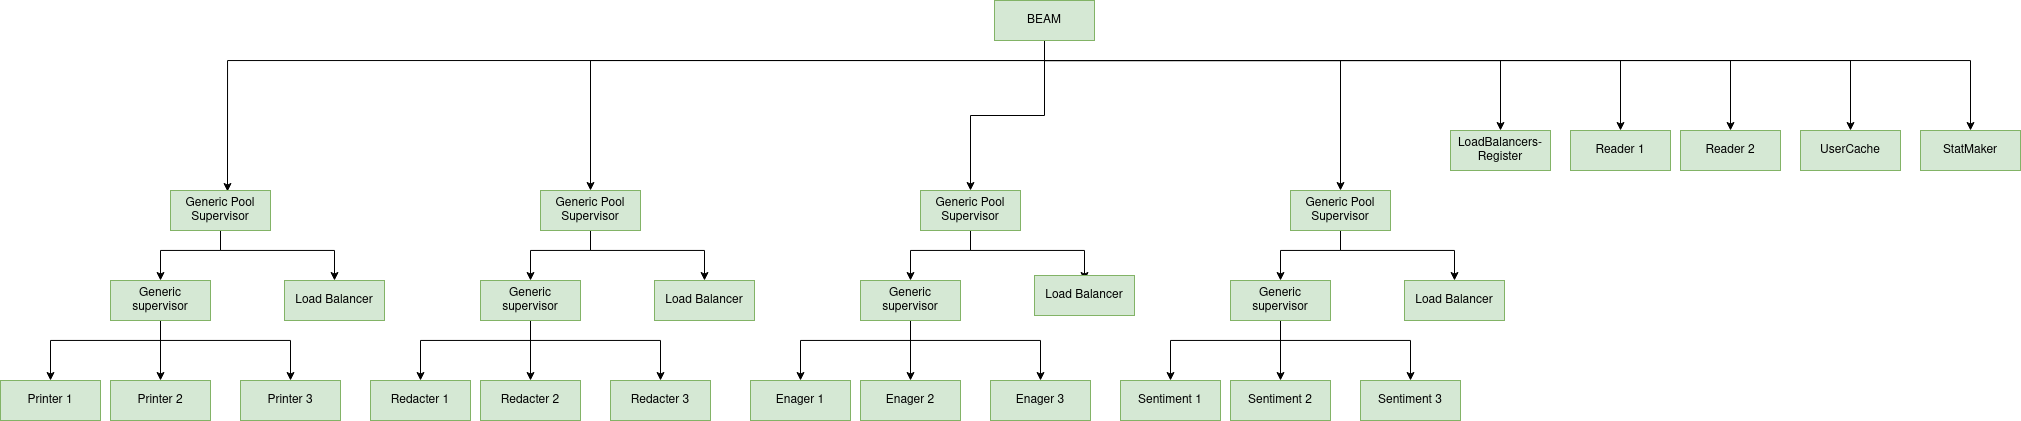 BEAM
LoadBalancers-
Register
Reader 1
Reader 2
UserCache
StatMaker
Generic Pool
Supervisor
Generic Pool
Supervisor
Generic Pool
Supervisor
Generic Pool
Supervisor
Generic
supervisor
Load Balancer
Generic
supervisor
Load Balancer
Generic
supervisor
Load Balancer
Generic
supervisor
Load Balancer
Printer 1
Printer 2
Printer 3
Redacter 1
Redacter 2
Redacter 3
Enager 1
Enager 2
Enager 3
Sentiment 1
Sentiment 2
Sentiment 3